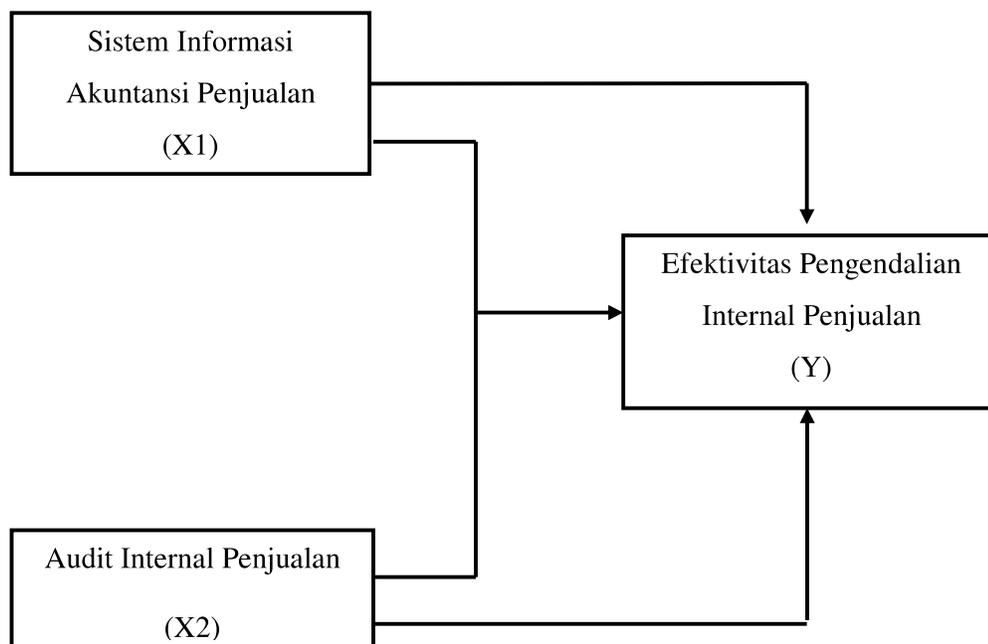 Sistem Informasi
Akuntansi Penjualan
(X1)
Efektivitas Pengendalian
Internal Penjualan
(Y)
Audit Internal Penjualan
(X2)